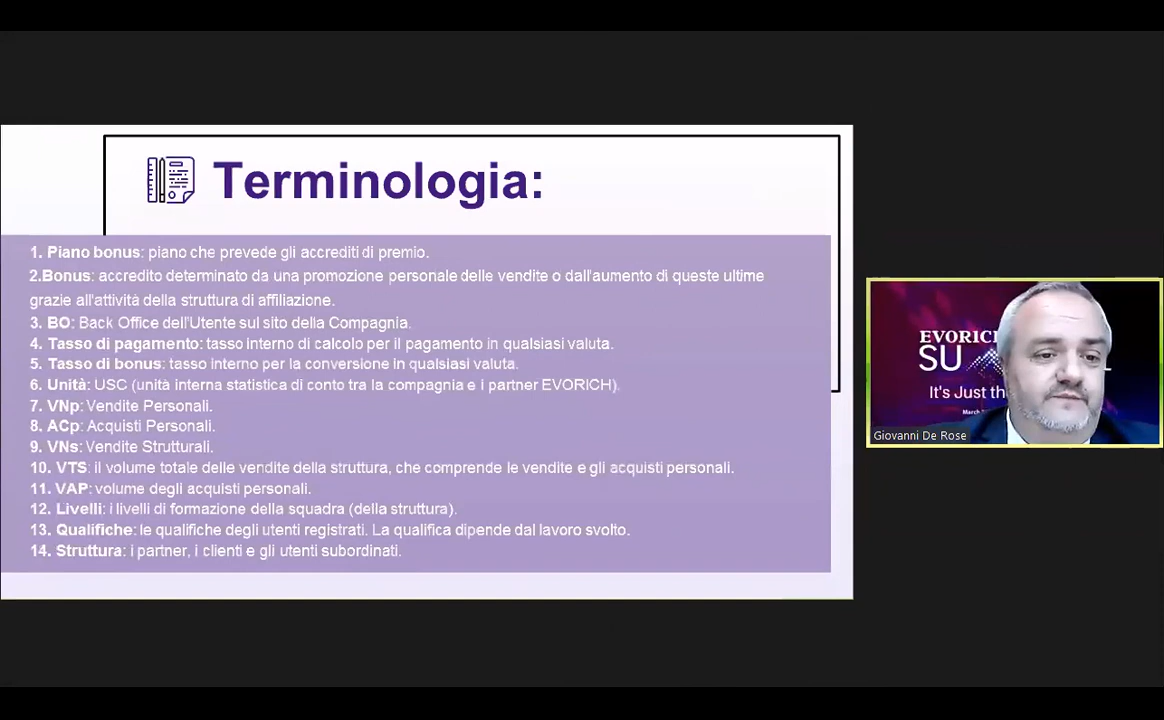 Terminologia:
1. Piano bonus: piano che prevede gli accrediti di premio.
2.Bonus: accredito determinato da una promozione personale delle vendite o dall'aumento di queste ultime
grazie all'attività della struttura di affiliazione.
3. BO: Back Office dell'Utente sul sito della Compagnia.
4. Tasso di pagamento: tasso interno di calcolo per il pagamento in qualsiasi valuta.
5. Tasso di bonus: tasso interno per la conversione in qualsiasi valuta.
6. Unità: USC (unità interna statistica di conto tra la compagnia e i partner EVORICH).
7. VNp: Vendite Personali.
8. ACp: Acquisti Personali.
9. VNs: Vendite Strutturali.
10. VTS: il volume totale delle vendite della struttura, che comprende le vendite e gli acquisti personali.
11. VAP: volume degli acquisti personali.
12. Livelli: i livelli di formazione della squadra (della struttura).
13. Qualifiche: le qualifiche degli utenti registrati. La qualifica dipende dal lavoro svolto.
14. Struttura: i partner, i clienti e gli utenti subordinati.
EVORICH
SU
It's Just th
March
Giovanni De Rose